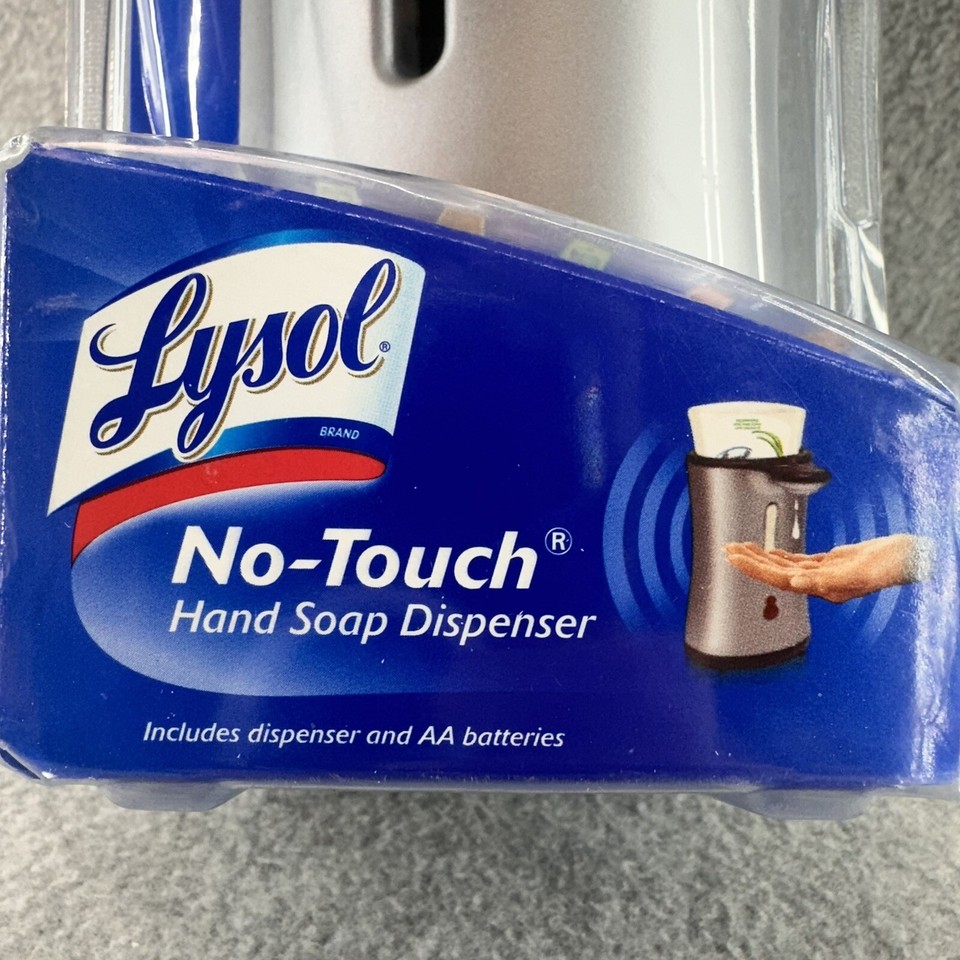 Lysol®
BRAND
No-Touch®
Hand Soap Dispenser
Includes dispenser and AA batteries